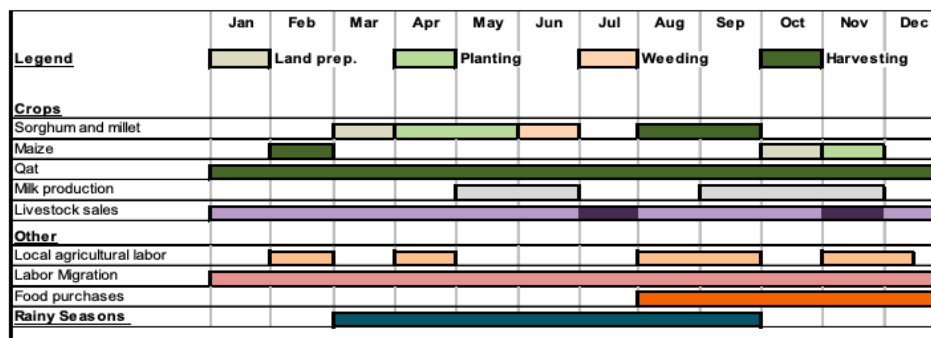 Jan Feb Mar Apr May Jun Jul Aug Sep Oct Nov Dec
Legend Land prep. Planting Weeding Harvesting
Crops
Sorghum and millet
Maize
Qat
Milk production
Livestock sales
Other
Local agricultural labor
Labor Migration
Food purchases
Rainy Seasons